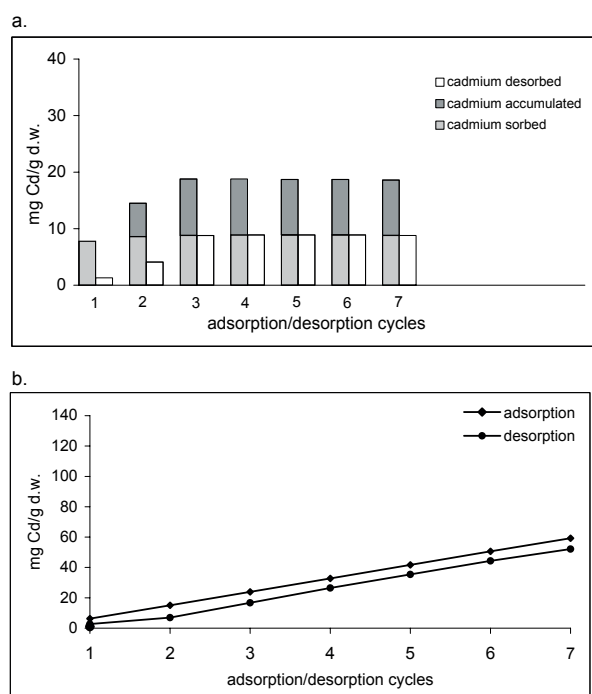 a.
40
30
20
10
0
mg Cd/g d.w.
cadmium desorbed
cadmium accumulated
cadmium sorbed
1 2 3 4 5 6 7
adsorption/desorption cycles
b.
140
120
100
80
60
40
20
0
mg Cd/g d.w.
adsorption
desorption
1 2 3 4 5 6 7
adsorption/desorption cycles